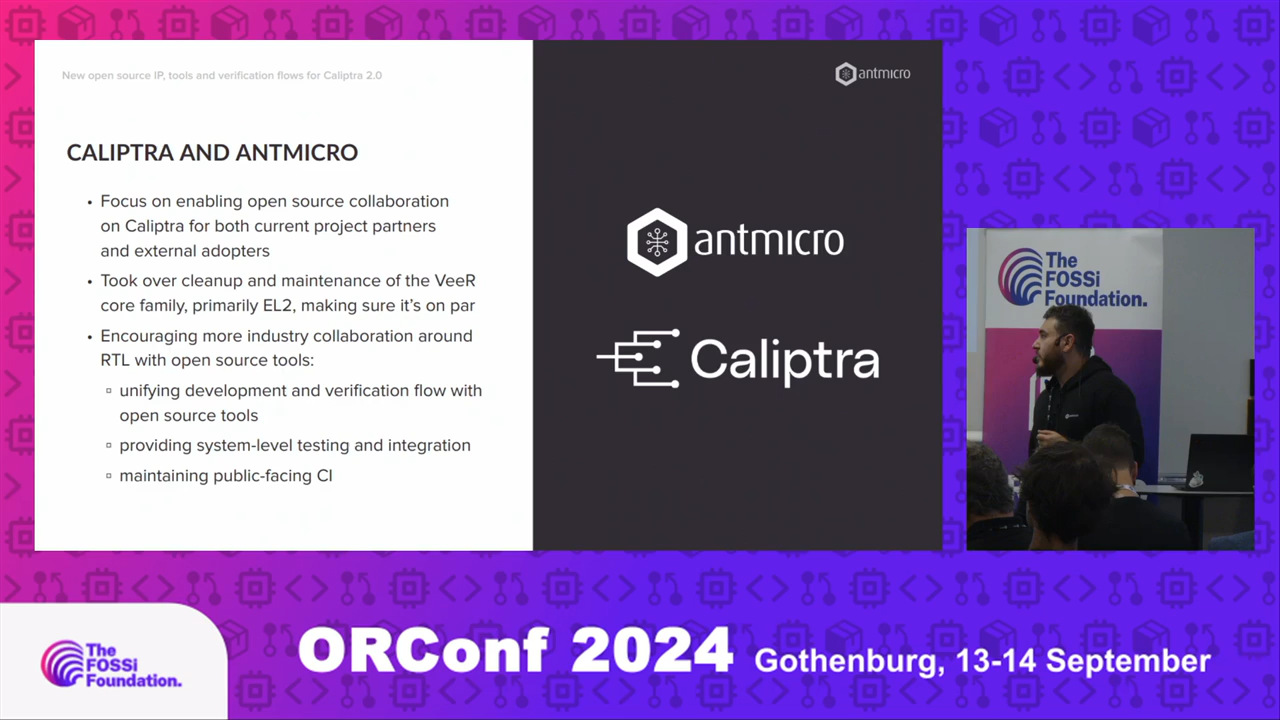 New open source IP, tools and verification flows for Caliptra 2.0
antmicro
CALIPTRA AND ANTMICRO
• Focus on enabling open source collaboration
on Caliptra for both current project partners
and external adopters
• Took over cleanup and maintenance of the VeeR
core family, primarily EL2, making sure it's on par
• Encouraging more industry collaboration around
RTL with open source tools:
▫ unifying development and verification flow with
open source tools
▫ providing system-level testing and integration
▫ maintaining public-facing CI
antmicro
Caliptra
The
FOSSi
Foundation.
The
FOSSi
Foundation.
ORConf 2024 Gothenburg, 13-14 September